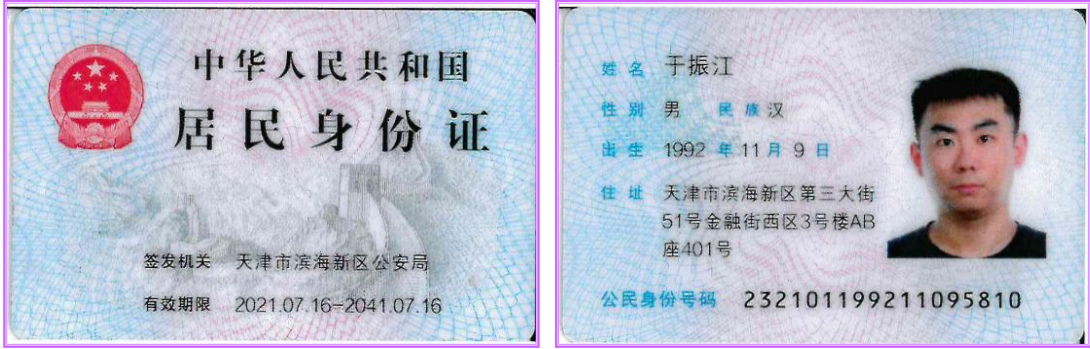 中华人民共和国
居民身份证
签发机关 天津市滨海新区公安局
有效期限 2021.07.16-2041.07.16
姓名 于振江
性别 男 民族 汉
出生 1992 年 11 月 9 日
住址 天津市滨海新区第三大街
51号金融街西区3号楼AB
座401号
公民身份号码 232101199211095810